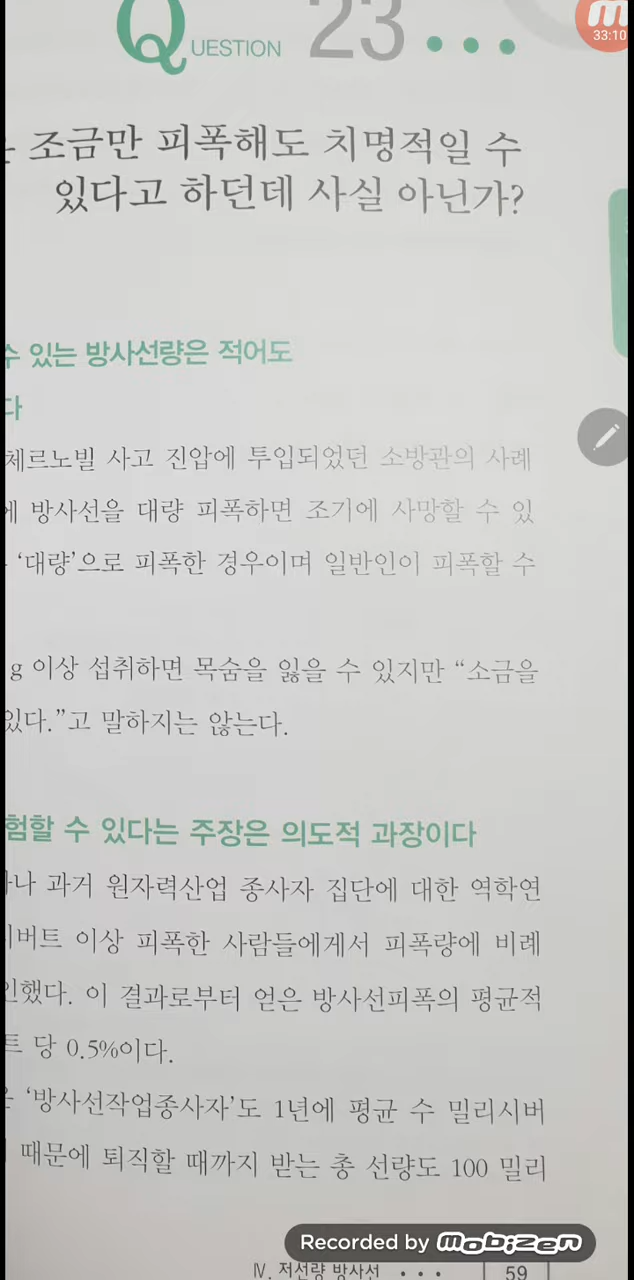 QUESTION 23
33:10
조금만 피폭해도 치명적일 수
있다고 하던데 사실 아닌가?
수 있는 방사선량은 적어도
다
체르노빌 사고 진압에 투입되었던 소방관의 사례
에 방사선을 대량 피폭하면 조기에 사망할 수 있
‘대량’으로 피폭한 경우이며 일반인이 피폭할 수
g 이상 섭취하면 목숨을 잃을 수 있지만 “소금을
있다.”고 말하지는 않는다.
험할 수 있다는 주장은 의도적 과장이다
나 과거 원자력산업 종사자 집단에 대한 역학연
버트 이상 피폭한 사람들에게서 피폭량에 비례
인했다. 이 결과로부터 얻은 방사선피폭의 평균적
트 당 0.5%이다.
‘방사선작업종사자’도 1년에 평균 수 밀리시버
때문에 퇴직할 때까지 받는 총 선량도 100 밀리
Recorded by mobizen
Ⅳ. 저선량 방사선 • • • 59